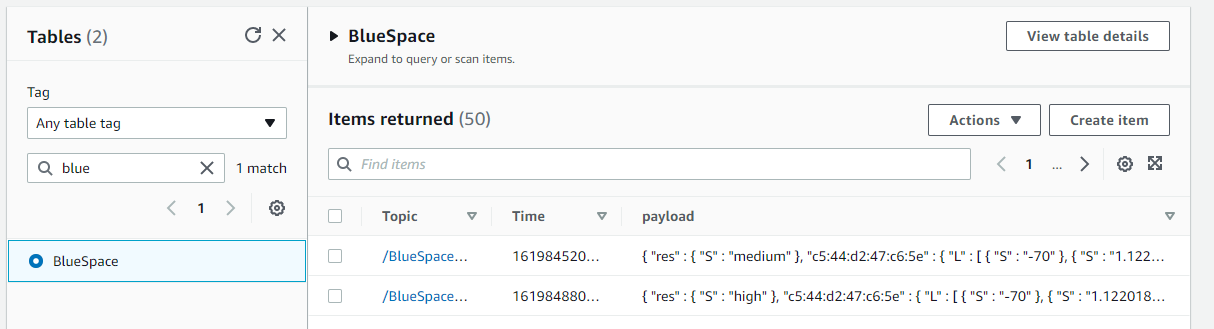 Tables (2)
Tag
Any table tag
blue
1 match
1
BlueSpace
BlueSpace
Expand to query or scan items.
View table details
Items returned (50)
Actions
Create item
Find items
1 ...
Topic Time payload
/BlueSpace... 161984520... { "res" : { "S" : "medium" }, "c5:44:d2:47:c6:5e" : { "L" : [ { "S" : "-70" }, { "S" : "1.122...
/BlueSpace... 161984880... { "res" : { "S" : "high" }, "c5:44:d2:47:c6:5e" : { "L" : [ { "S" : "-70" }, { "S" : "1.122018...